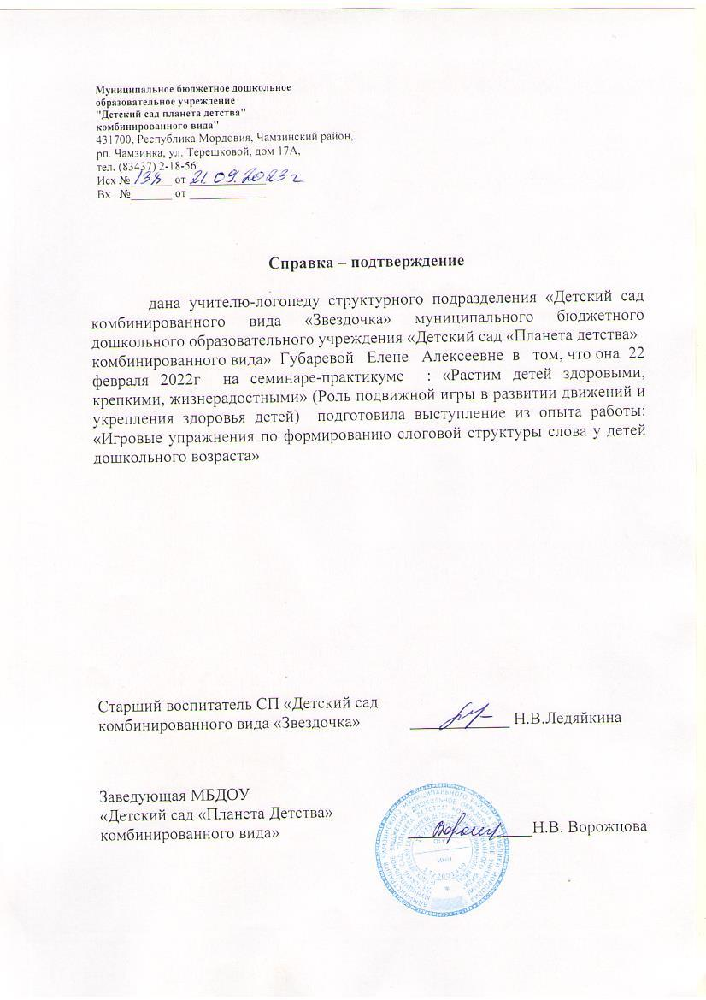 Муниципальное бюджетное дошкольное
образовательное учреждение
"Детский сад планета детства"
комбинированного вида"
431700, Республика Мордовия, Чамзинский район,
рп. Чамзинка, ул. Терешковой, дом 17А,
тел. (83437) 2-18-56
Исх № 138 от 21.09.2023 г
Вх № от
Справка – подтверждение
дана учителю-логопеду структурного подразделения «Детский сад
комбинированного вида «Звездочка» муниципального бюджетного
дошкольного образовательного учреждения «Детский сад «Планета детства»
комбинированного вида» Губаревой Елене Алексеевне в том, что она 22
февраля 2022г на семинаре-практикуме : «Растим детей здоровыми,
крепкими, жизнерадостными» (Роль подвижной игры в развитии движений и
укрепления здоровья детей) подготовила выступление из опыта работы:
«Игровые упражнения по формированию слоговой структуры слова у детей
дошкольного возраста»
Старший воспитатель СП «Детский сад
комбинированного вида «Звездочка» Н.В.Ледяйкина
Заведующая МБДОУ
«Детский сад «Планета Детства»
комбинированного вида» Н.В. Ворожцова
ИНН